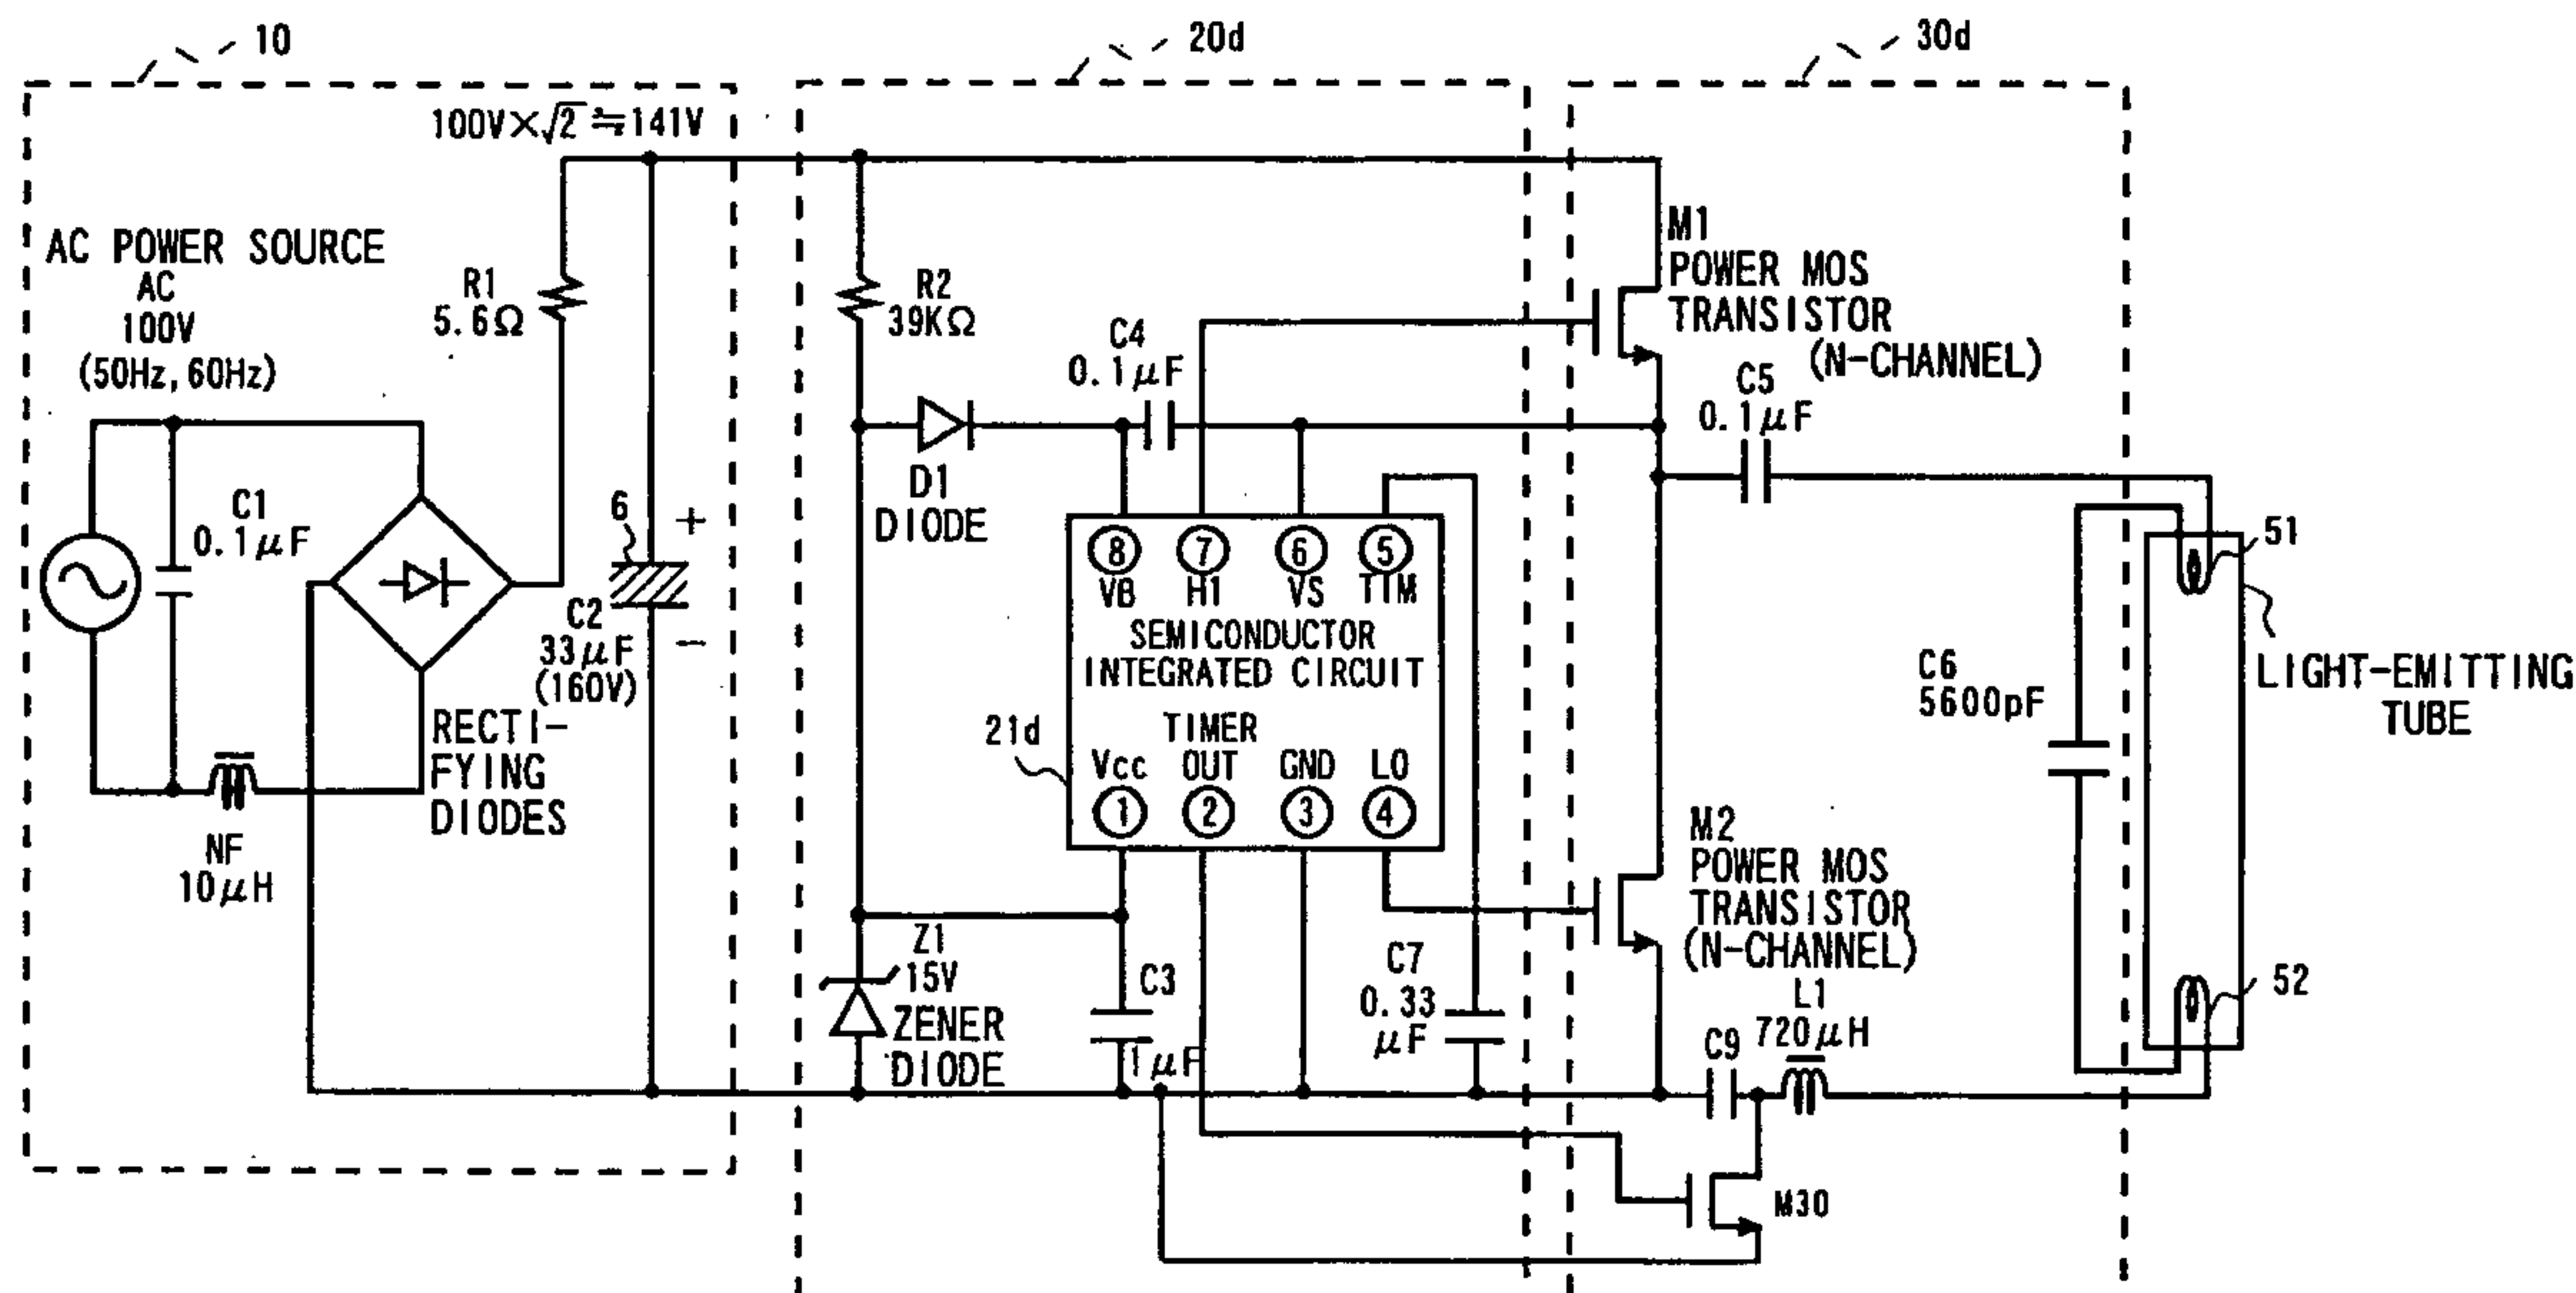 10
20d
30d
100V×√2≒141V
AC POWER SOURCE
AC
100V
(50Hz, 60Hz)
R1
5.6Ω
C1
0.1μF
6
+
−
C2
33μF
(160V)
RECTI-
FYING
DIODES
NF
10μH
R2
39KΩ
C4
0.1μF
D1
DIODE
8
7
6
5
VB
H1
VS
TIM
SEMICONDUCTOR
INTEGRATED CIRCUIT
21d
TIMER
Vcc
OUT
GND
LO
1
2
3
4
Z1
15V
ZENER
DIODE
C3
1μF
C7
0.33
μF
M1
POWER MOS
TRANSISTOR
(N-CHANNEL)
C5
0.1μF
M2
POWER MOS
TRANSISTOR
(N-CHANNEL)
L1
720μH
C9
M30
C6
5600pF
51
LIGHT-EMITTING
TUBE
52